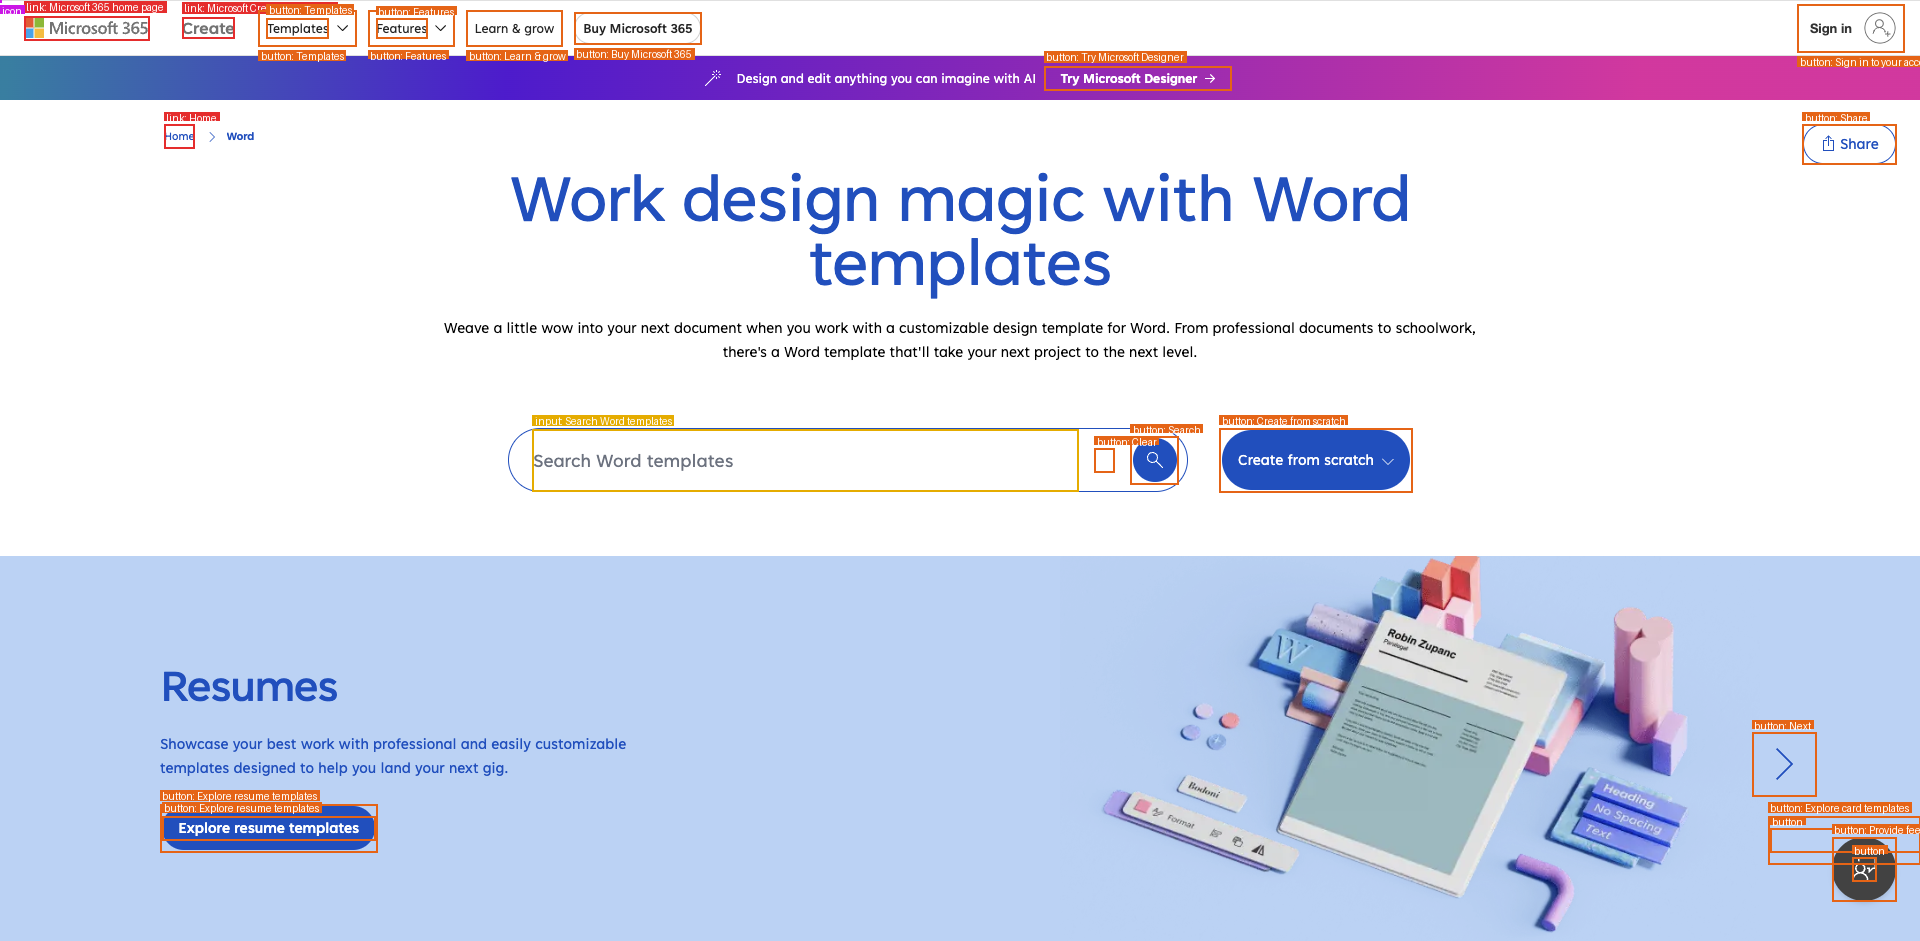 link: Microsoft 365 home page
link: Microsoft Cre
button: Templates
button: Features
Microsoft 365
Create
Templates
Features
Learn & grow
Buy Microsoft 365
Sign in
button: Templates
button: Features
button: Learn & grow
button: Buy Microsoft 365
button: Try Microsoft Designer
button: Sign in to your acc
Design and edit anything you can imagine with AI
Try Microsoft Designer →
link: Home
Home
Word
button: Share
Share
Work design magic with Word
templates
Weave a little wow into your next document when you work with a customizable design template for Word. From professional documents to schoolwork,
there's a Word template that'll take your next project to the next level.
input: Search Word templates
button: Search
button: Clear
button: Create from scratch
Search Word templates
Create from scratch
Resumes
Showcase your best work with professional and easily customizable
templates designed to help you land your next gig.
button: Explore resume templates
button: Explore resume templates
Explore resume templates
Robin Zupanc
Paralegal
W
Bodoni
Format
Heading
No Spacing
Text
button: Next
button: Explore card templates
button
button: Provide fee
button